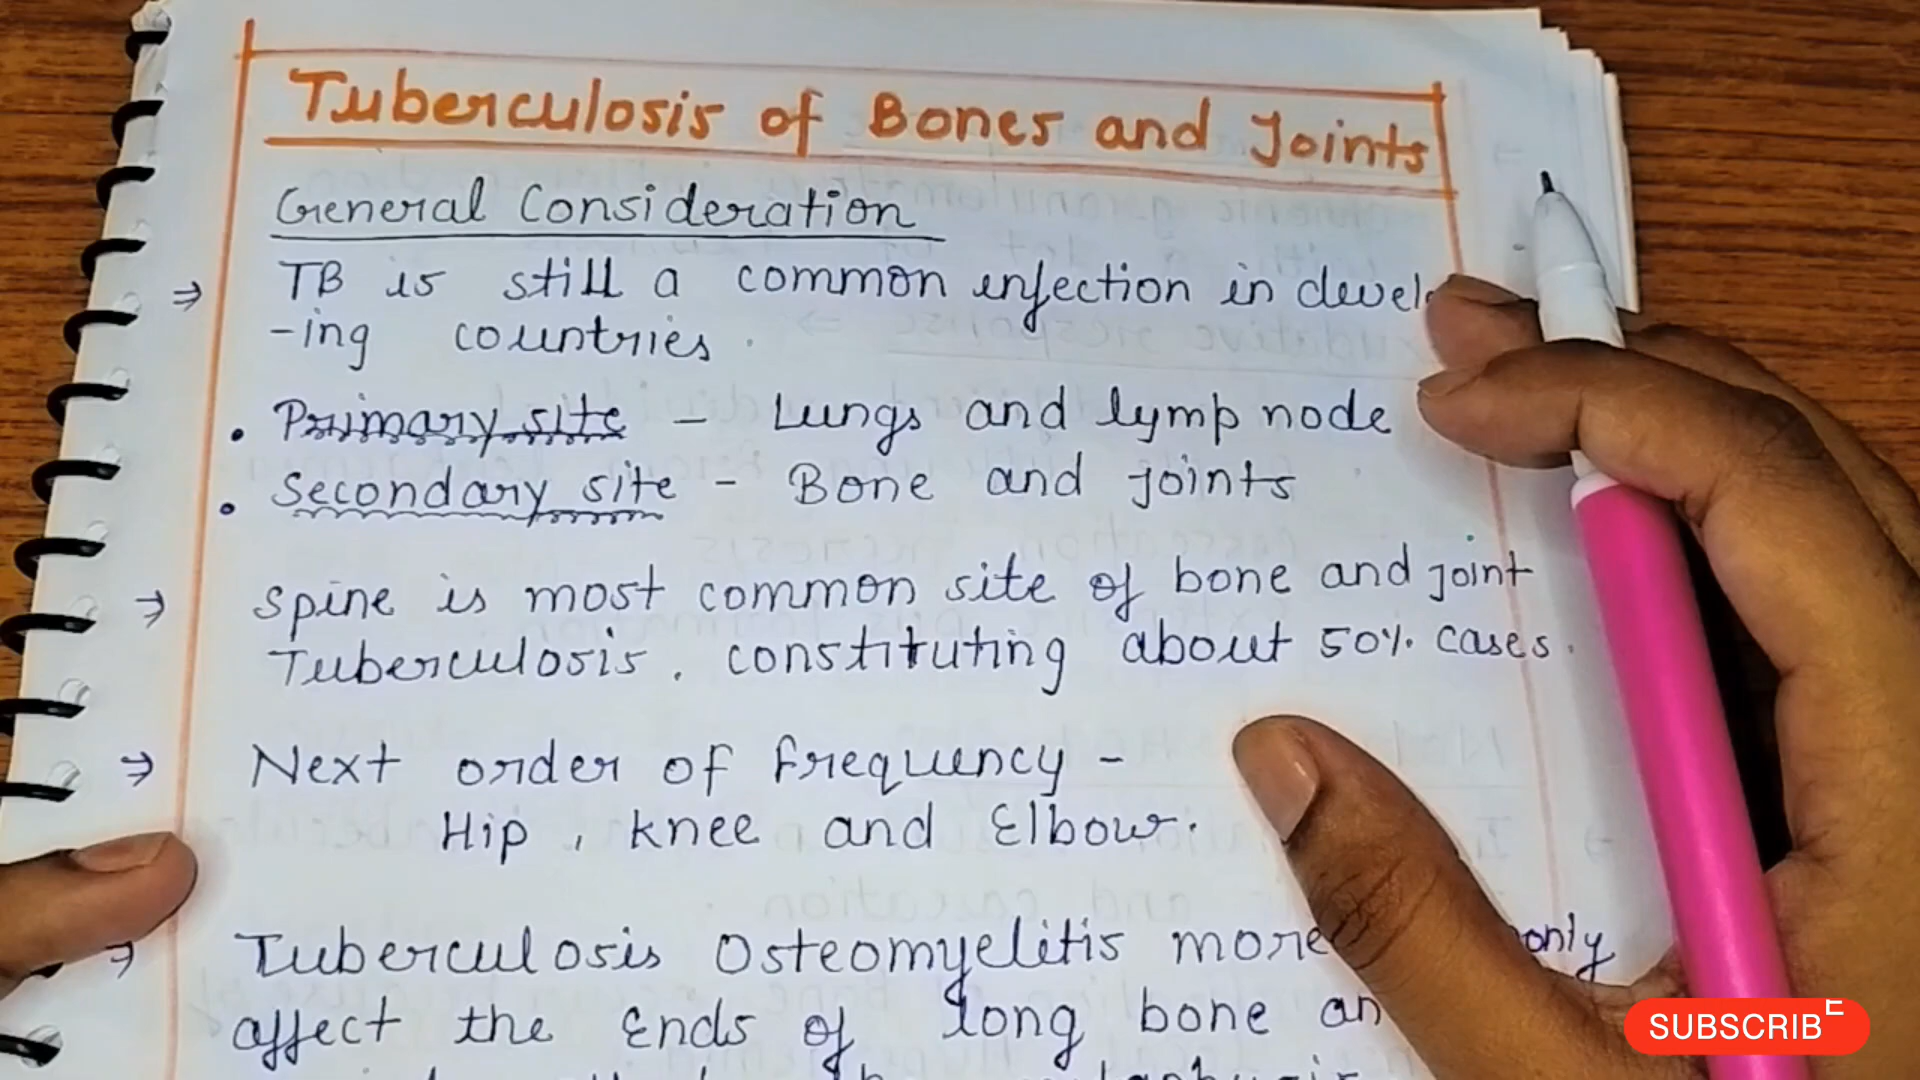 Tuberculosis of Bones and Joints
General Consideration
⇒ TB is still a common infection in devel
-ing countries.
• Primary site - Lungs and lymp node
• Secondary site - Bone and joints
⇒ Spine is most common site of bone and joint
Tuberculosis. constituting about 50% cases.
⇒ Next order of frequency -
Hip, knee and Elbow.
⇒ Tuberculosis Osteomyelitis more only
affect the Ends of long bone an
SUBSCRIBE